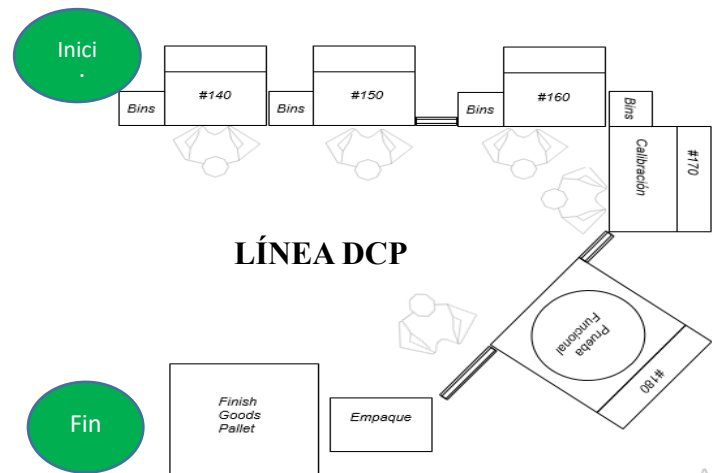 Inici
.
Bins
#140
Bins
#150
Bins
#160
Bins
Calibración
#170
LÍNEA DCP
Prueba
Funcional
#180
Empaque
Finish
Goods
Pallet
Fin